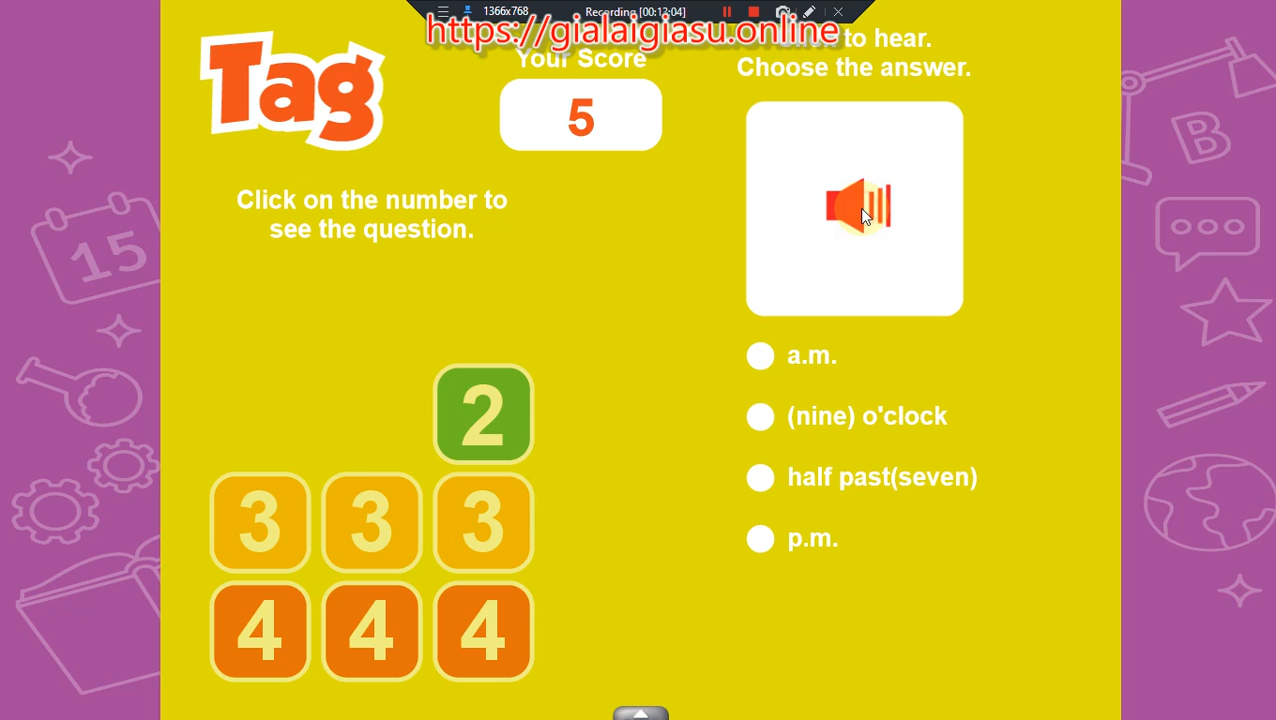 1366x768
Recording [00:13:04]
https://gialaigiasu.online
Tag
Your Score
5
Click on the number to
see the question.
to hear.
Choose the answer.
a.m.
(nine) o'clock
half past(seven)
p.m.
2
3 3 3
4 4 4
15
B